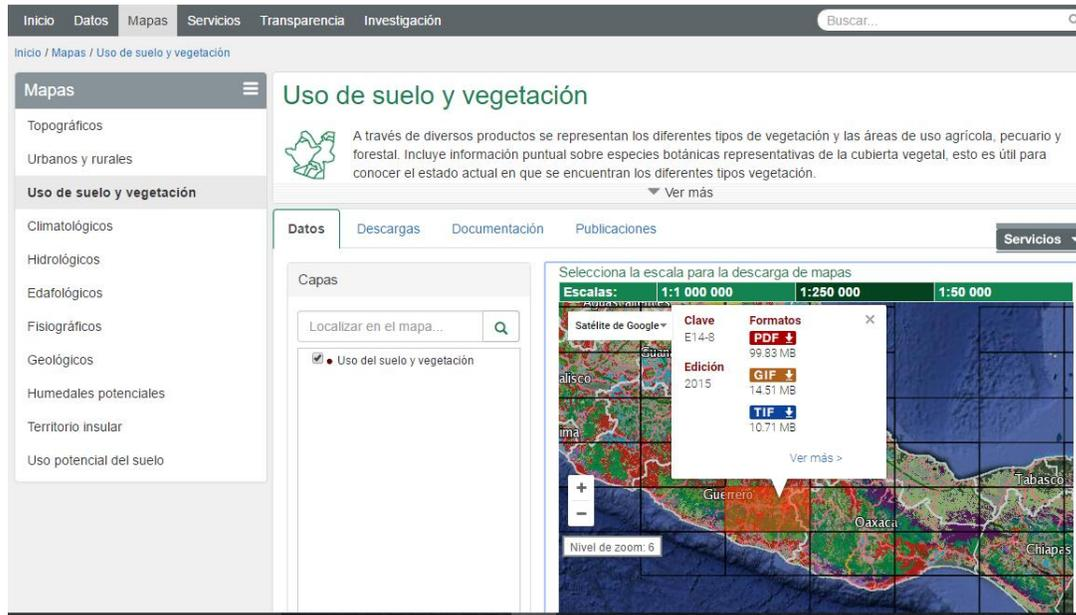 Inicio Datos Mapas Servicios Transparencia Investigación Buscar...
Inicio / Mapas / Uso de suelo y vegetación
Mapas
Topográficos
Urbanos y rurales
Uso de suelo y vegetación
Climatológicos
Hidrológicos
Edafológicos
Fisiográficos
Geológicos
Humedales potenciales
Territorio insular
Uso potencial del suelo
Uso de suelo y vegetación
A través de diversos productos se representan los diferentes tipos de vegetación y las áreas de uso agrícola, pecuario y
forestal. Incluye información puntual sobre especies botánicas representativas de la cubierta vegetal, esto es útil para
conocer el estado actual en que se encuentran los diferentes tipos vegetación.
Ver más
Datos Descargas Documentación Publicaciones
Servicios
Capas
Localizar en el mapa...
Uso del suelo y vegetación
Selecciona la escala para la descarga de mapas
Escalas: 1:1 000 000 1:250 000 1:50 000
Satélite de Google
Clave
E14-8
Edición
2015
Formatos
PDF
99.83 MB
GIF
14.51 MB
TIF
10.71 MB
Ver más >
Aguascalientes
Guan
alisco
ima
Guerrero
Oaxaca
Tabasco
Chiapas
+
−
Nivel de zoom: 6